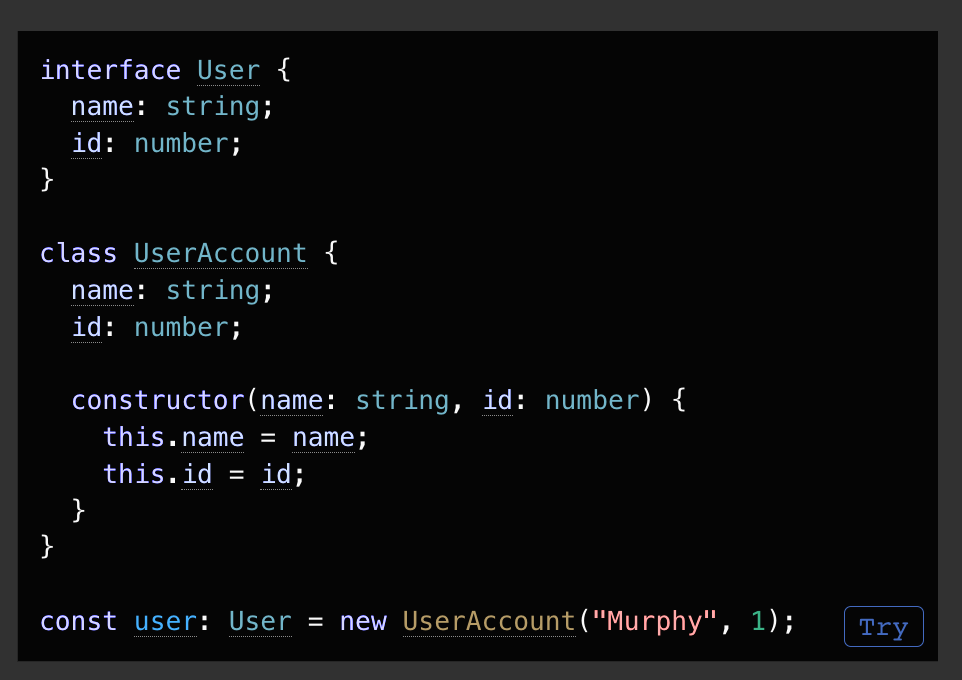 interface User {
  name: string;
  id: number;
}

class UserAccount {
  name: string;
  id: number;

  constructor(name: string, id: number) {
    this.name = name;
    this.id = id;
  }
}

const user: User = new UserAccount("Murphy", 1);
Try